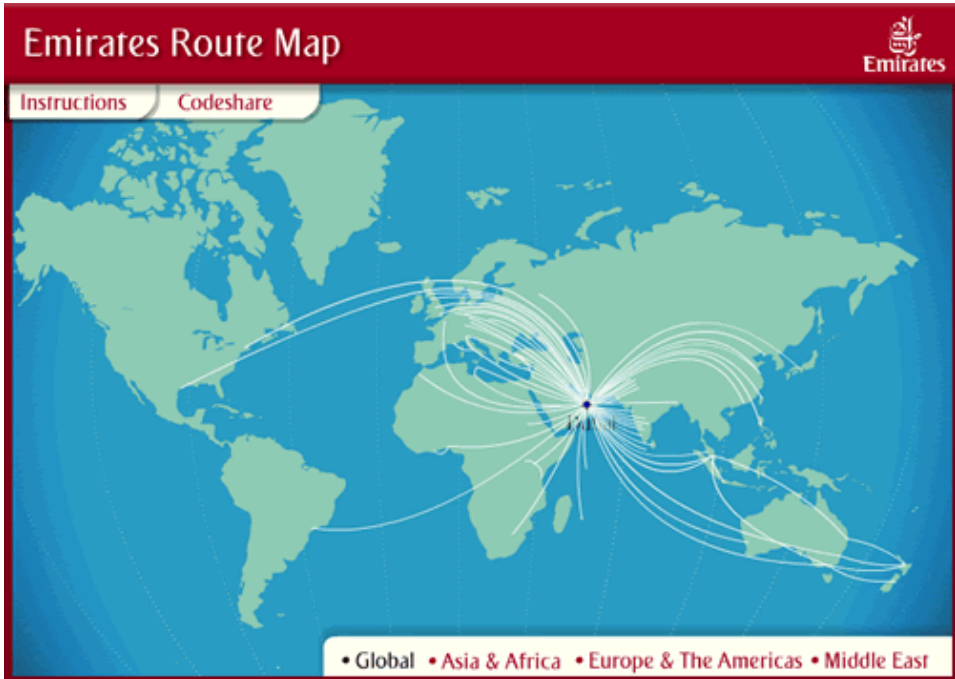 Emirates Route Map
Emirates
Instructions Codeshare
• Global • Asia & Africa • Europe & The Americas • Middle East